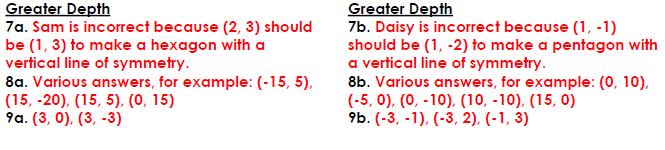 Greater Depth
7a. Sam is incorrect because (2, 3) should
be (1, 3) to make a hexagon with a
vertical line of symmetry.
8a. Various answers, for example: (-15, 5),
(15, -20), (15, 5), (0, 15)
9a. (3, 0), (3, -3)
Greater Depth
7b. Daisy is incorrect because (1, -1)
should be (1, -2) to make a pentagon with
a vertical line of symmetry.
8b. Various answers, for example: (0, 10),
(-5, 0), (0, -10), (10, -10), (15, 0)
9b. (-3, -1), (-3, 2), (-1, 3)